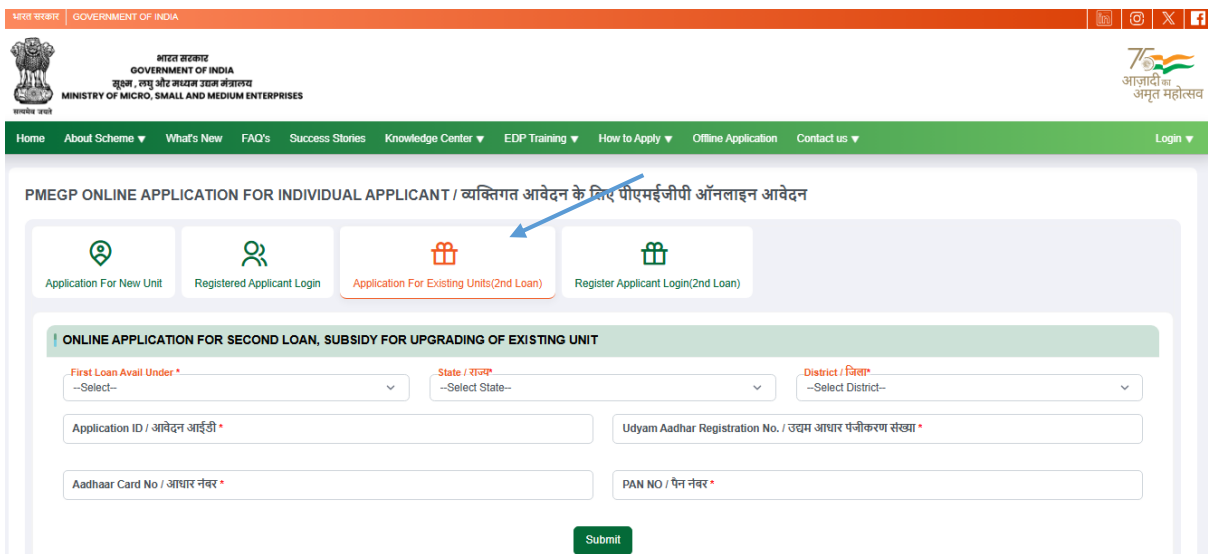 भारत सरकार GOVERNMENT OF INDIA
भारत सरकार
GOVERNMENT OF INDIA
सूक्ष्म, लघु और मध्यम उद्यम मंत्रालय
MINISTRY OF MICRO, SMALL AND MEDIUM ENTERPRISES
सत्यमेव जयते
75
आज़ादी का
अमृत महोत्सव
Home About Scheme What's New FAQ's Success Stories Knowledge Center EDP Training How to Apply Offline Application Contact us Login
PMEGP ONLINE APPLICATION FOR INDIVIDUAL APPLICANT / व्यक्तिगत आवेदन के लिए पीएमईजीपी ऑनलाइन आवेदन
Application For New Unit Registered Applicant Login Application For Existing Units(2nd Loan) Register Applicant Login(2nd Loan)
ONLINE APPLICATION FOR SECOND LOAN, SUBSIDY FOR UPGRADING OF EXISTING UNIT
First Loan Avail Under * State / राज्य* District / जिला*
--Select-- --Select State-- --Select District--
Application ID / आवेदन आईडी * Udyam Aadhar Registration No. / उद्यम आधार पंजीकरण संख्या *
Aadhaar Card No / आधार नंबर * PAN NO / पैन नंबर *
Submit